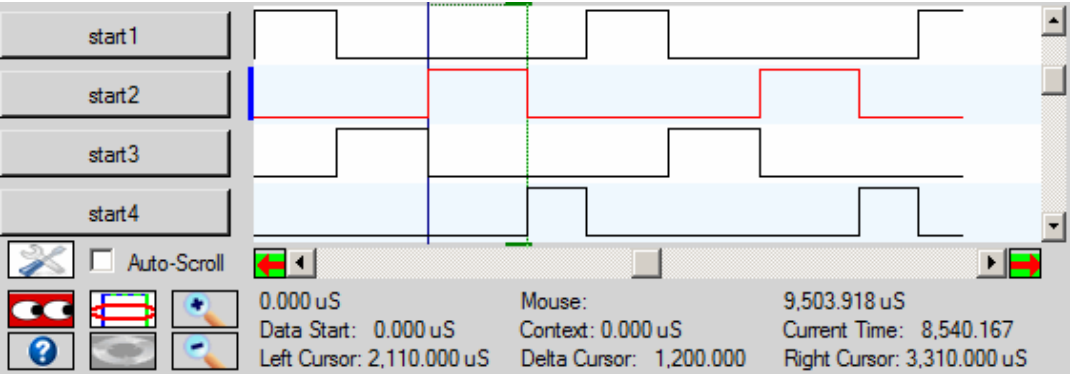 start1
start2
start3
start4
Auto-Scroll
0.000 uS Mouse: 9,503.918 uS
Data Start: 0.000 uS Context: 0.000 uS Current Time: 8,540.167
Left Cursor: 2,110.000 uS Delta Cursor: 1,200.000 Right Cursor: 3,310.000 uS